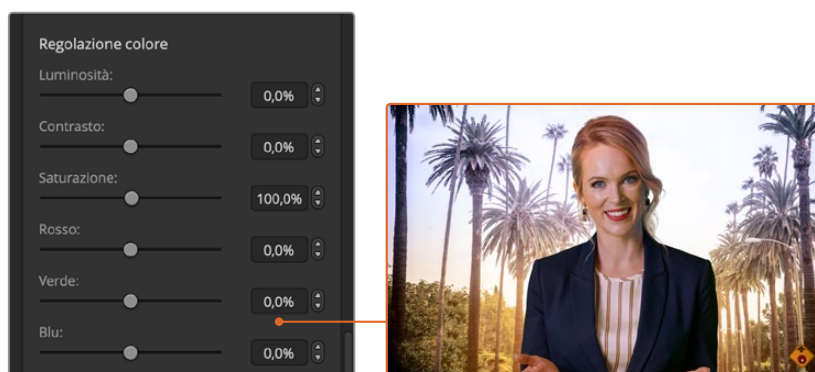 Regolazione colore
Luminosità:
0,0%
Contrasto:
0,0%
Saturazione:
100,0%
Rosso:
0,0%
Verde:
0,0%
Blu:
0,0%